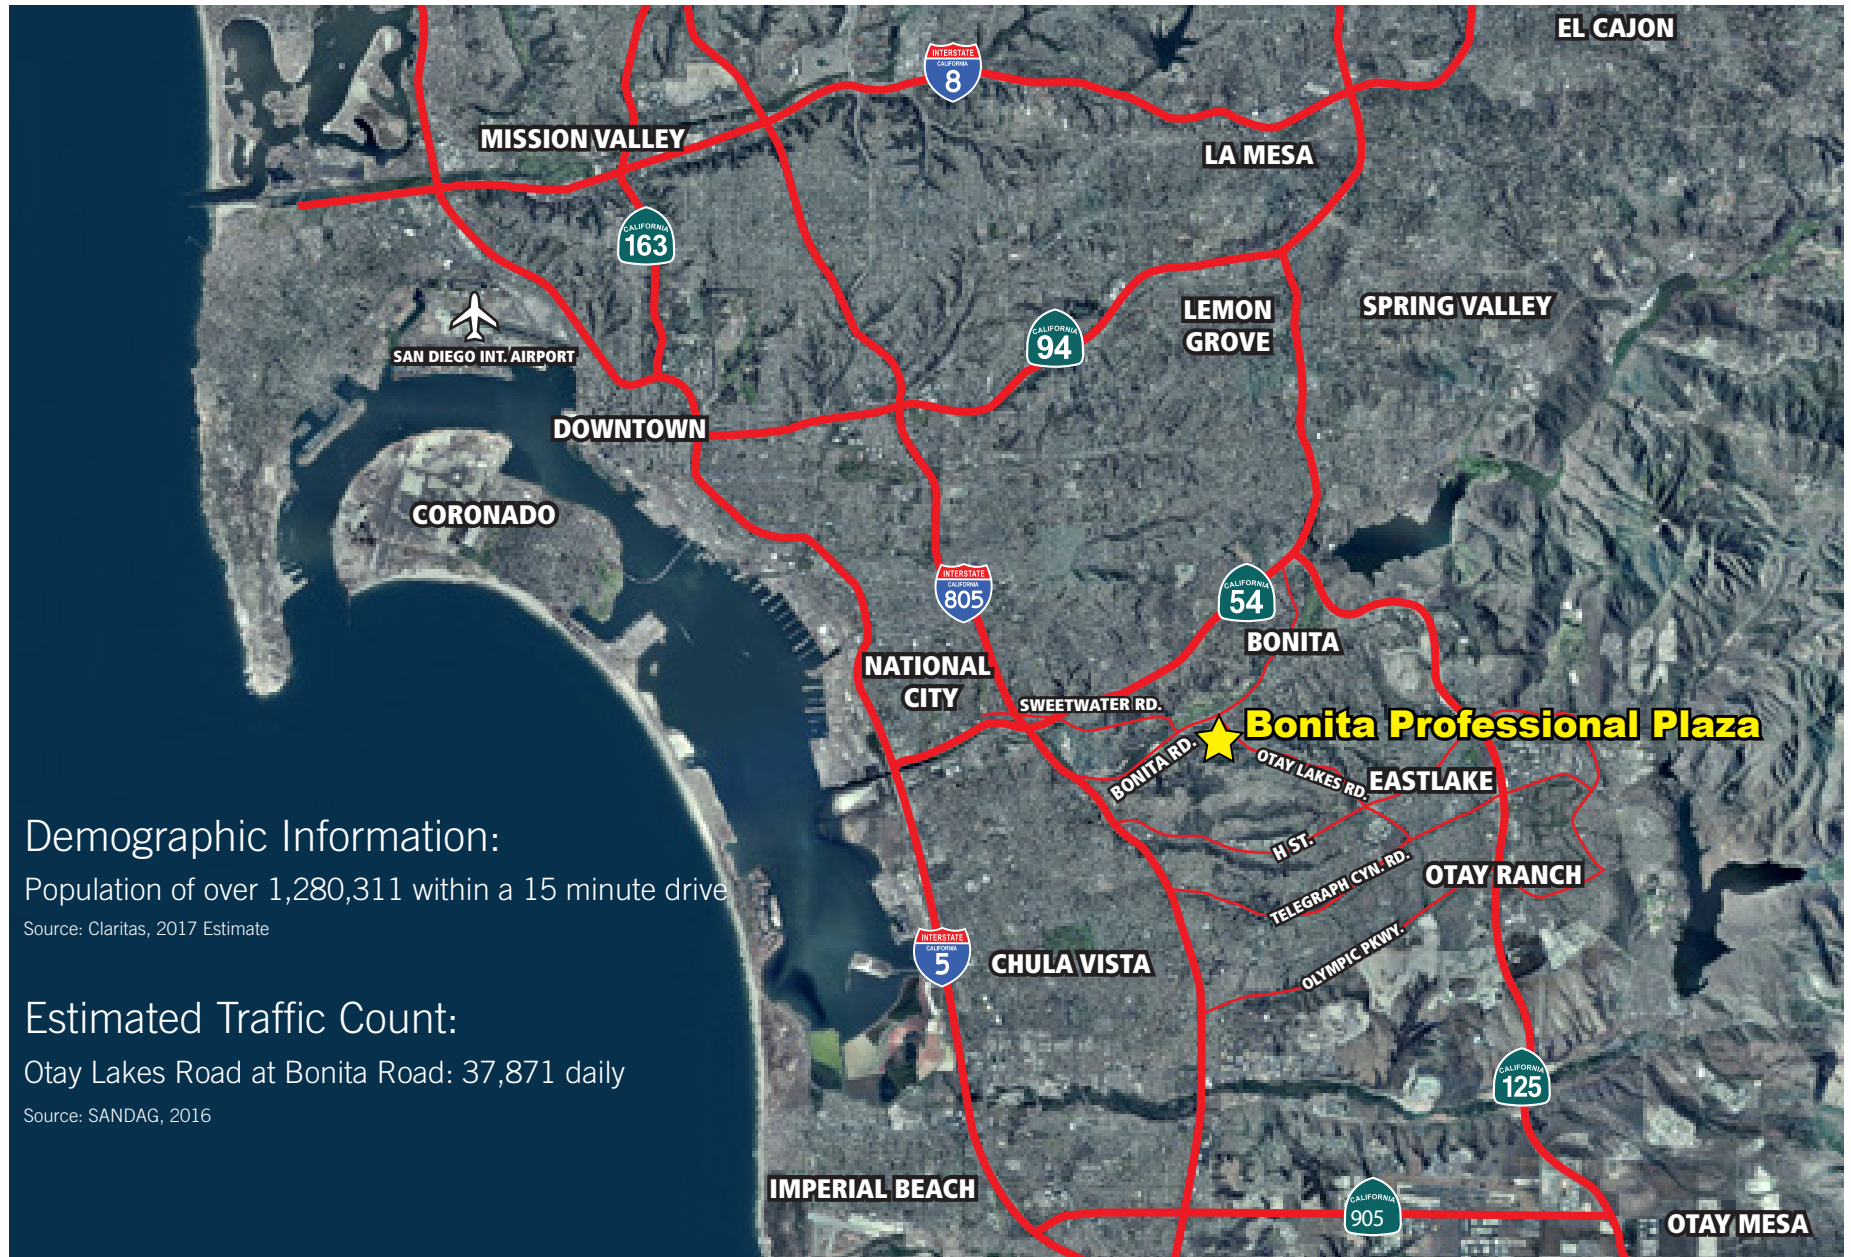 EL CAJON
INTERSTATE
CALIFORNIA
8
MISSION VALLEY
LA MESA
CALIFORNIA
163
LEMON
GROVE
SPRING VALLEY
CALIFORNIA
94
SAN DIEGO INT. AIRPORT
DOWNTOWN
CORONADO
INTERSTATE
CALIFORNIA
805
CALIFORNIA
54
BONITA
NATIONAL
CITY
SWEETWATER RD.
Bonita Professional Plaza
BONITA RD.
OTAY LAKES RD.
EASTLAKE
H ST.
TELEGRAPH CYN. RD.
OTAY RANCH
OLYMPIC PKWY.
Demographic Information:
Population of over 1,280,311 within a 15 minute drive
Source: Claritas, 2017 Estimate
INTERSTATE
CALIFORNIA
5
CHULA VISTA
Estimated Traffic Count:
Otay Lakes Road at Bonita Road: 37,871 daily
Source: SANDAG, 2016
CALIFORNIA
125
IMPERIAL BEACH
CALIFORNIA
905
OTAY MESA